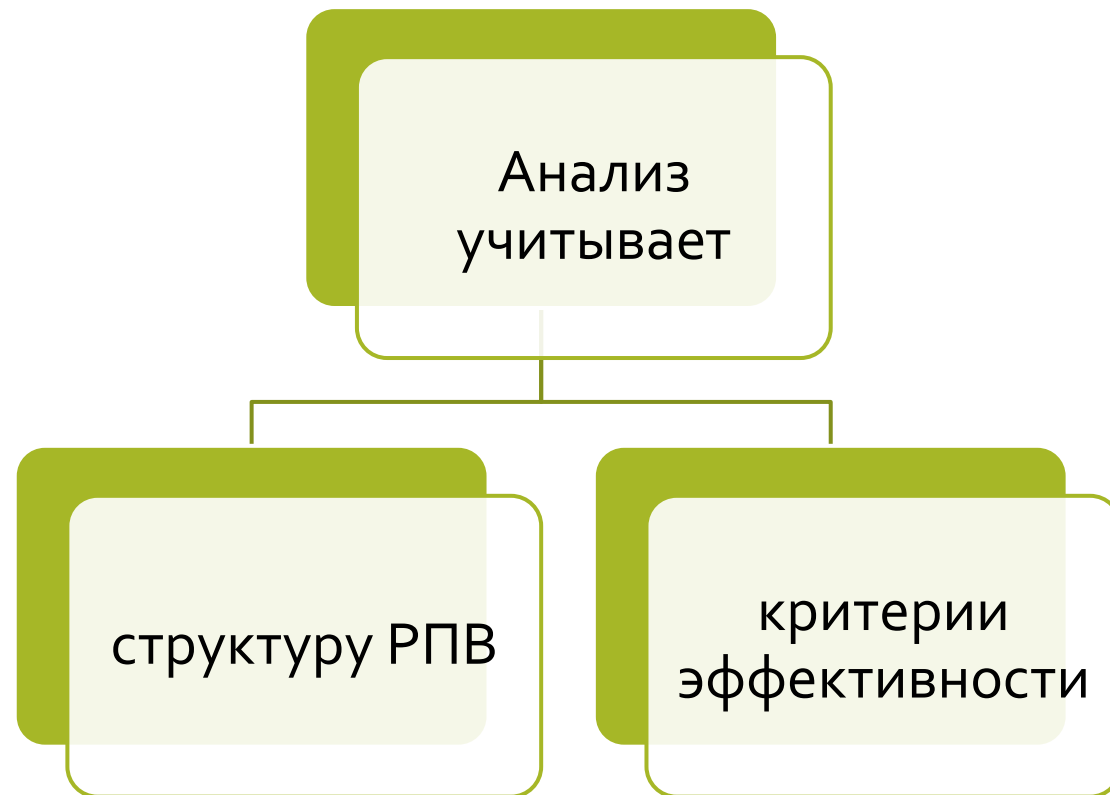 Анализ
учитывает
структуру РПВ
критерии
эффективности